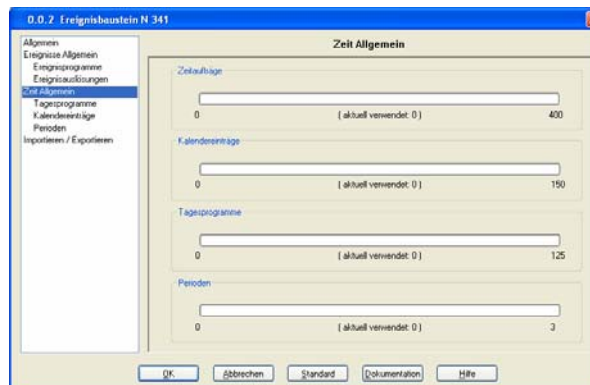 0.0.2 Ereignisbaustein N 341
Allgemein
Ereignisse Allgemein
Ereignisprogramme
Ereignisauslösungen
Zeit Allgemein
Tagesprogramme
Kalendereinträge
Perioden
Importieren / Exportieren
Zeit Allgemein
Zeitaufträge
0 ( aktuell verwendet: 0 ) 400
Kalendereinträge
0 ( aktuell verwendet: 0 ) 150
Tagesprogramme
0 ( aktuell verwendet: 0 ) 125
Perioden
0 ( aktuell verwendet: 0 ) 3
OK Abbrechen Standard Dokumentation Hilfe